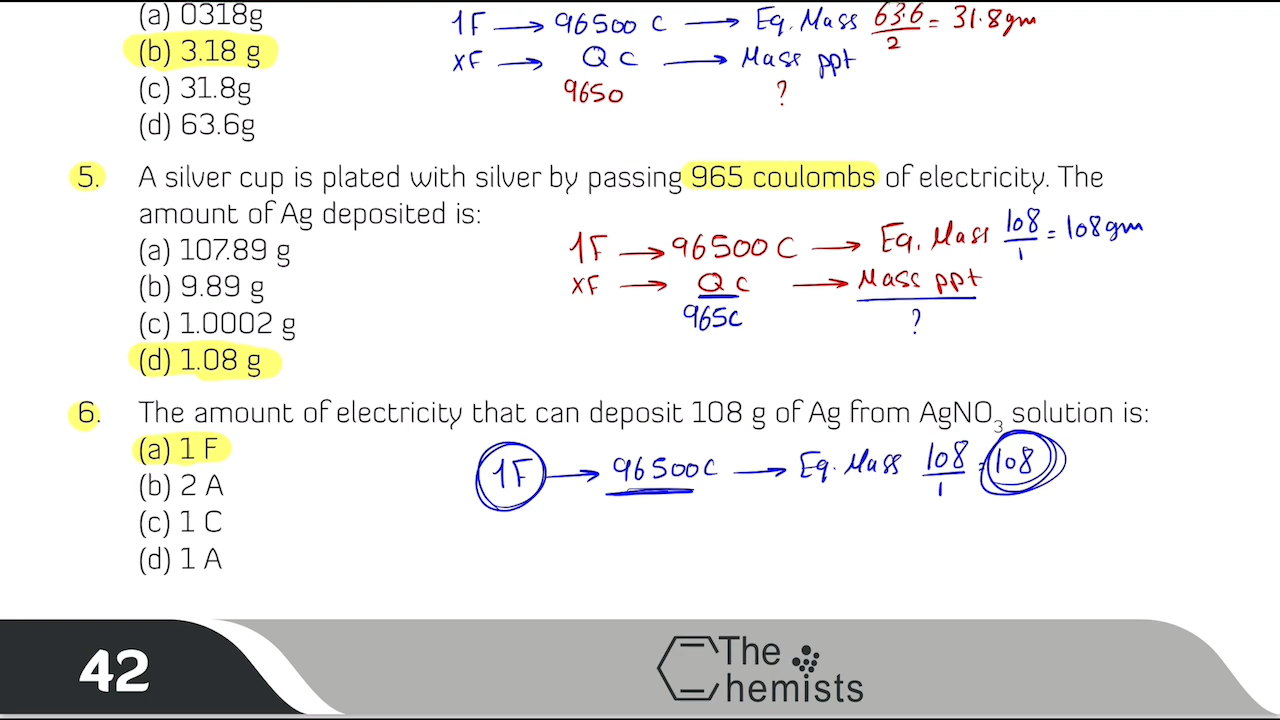 (a) 0318g
1F → 96500 C → Eq. Mass 63.6/2 = 31.8gm
(b) 3.18 g
xF → Q C → Mass ppt
(c) 31.8g
9650 ?
(d) 63.6g
5. A silver cup is plated with silver by passing 965 coulombs of electricity. The
amount of Ag deposited is:
1F → 96500 C → Eq. Mass 108/1 = 108gm
(a) 107.89 g
(b) 9.89 g
xF → Q C → Mass ppt
(c) 1.0002 g
965C ?
(d) 1.08 g
6. The amount of electricity that can deposit 108 g of Ag from AgNO₃ solution is:
(a) 1 F
1F → 96500C → Eq. Mass 108/1 = 108
(b) 2 A
(c) 1 C
(d) 1 A
42
The
Chemists